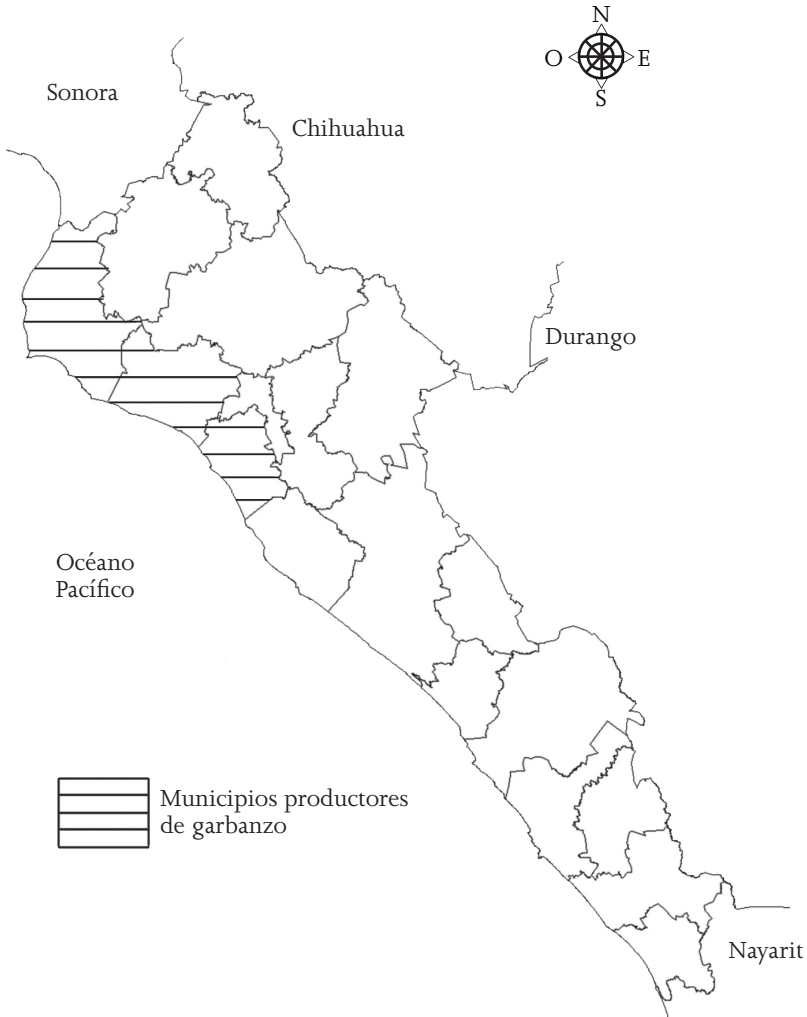 N
O
E
S
Sonora
Chihuahua
Durango
Océano
Pacífico
Municipios productores
de garbanzo
Nayarit